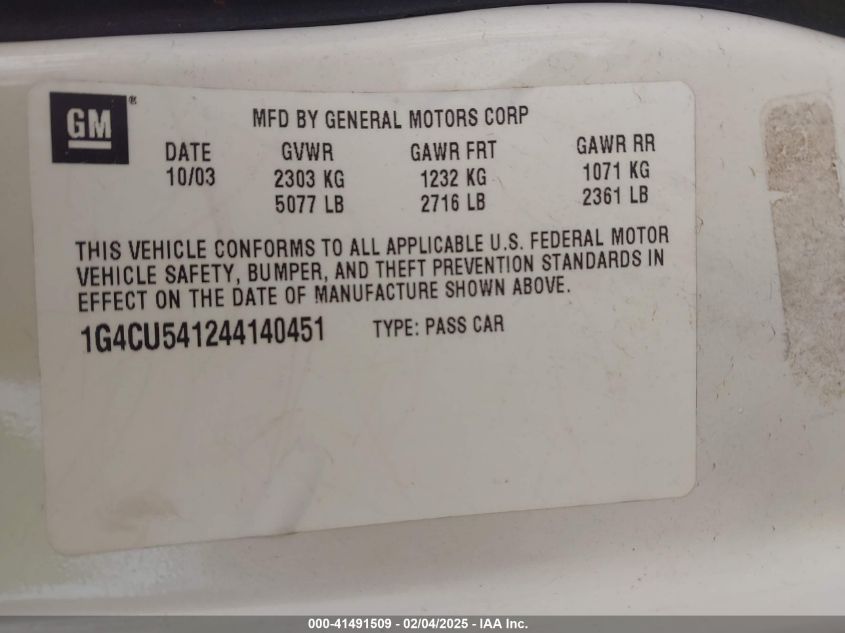 GM ®
MFD BY GENERAL MOTORS CORP
DATE GVWR GAWR FRT GAWR RR
10/03 2303 KG 1232 KG 1071 KG
5077 LB 2716 LB 2361 LB
THIS VEHICLE CONFORMS TO ALL APPLICABLE U.S. FEDERAL MOTOR
VEHICLE SAFETY, BUMPER, AND THEFT PREVENTION STANDARDS IN
EFFECT ON THE DATE OF MANUFACTURE SHOWN ABOVE.
1G4CU541244140451 TYPE: PASS CAR
000-41491509 - 02/04/2025 - IAA Inc.